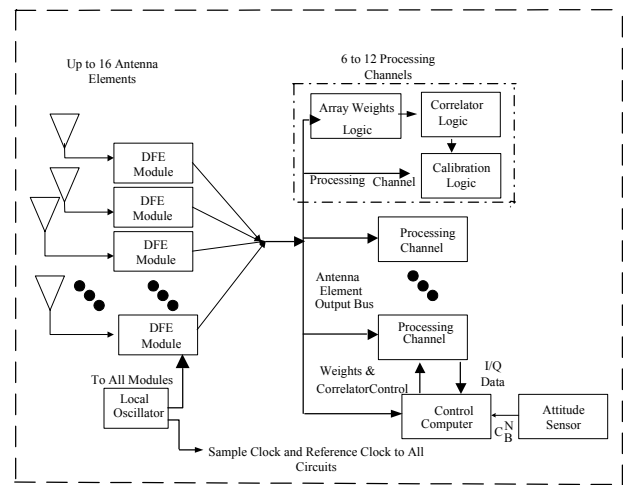 Up to 16 Antenna
Elements
6 to 12 Processing
Channels
Array Weights
Logic
Correlator
Logic
Calibration
Logic
Processing Channel
DFE
Module
DFE
Module
DFE
Module
DFE
Module
Processing
Channel
Antenna
Element
Output Bus
Processing
Channel
Weights &
CorrelatorControl
I/Q
Data
To All Modules
Local
Oscillator
Control
Computer
C N B
Attitude
Sensor
Sample Clock and Reference Clock to All
Circuits